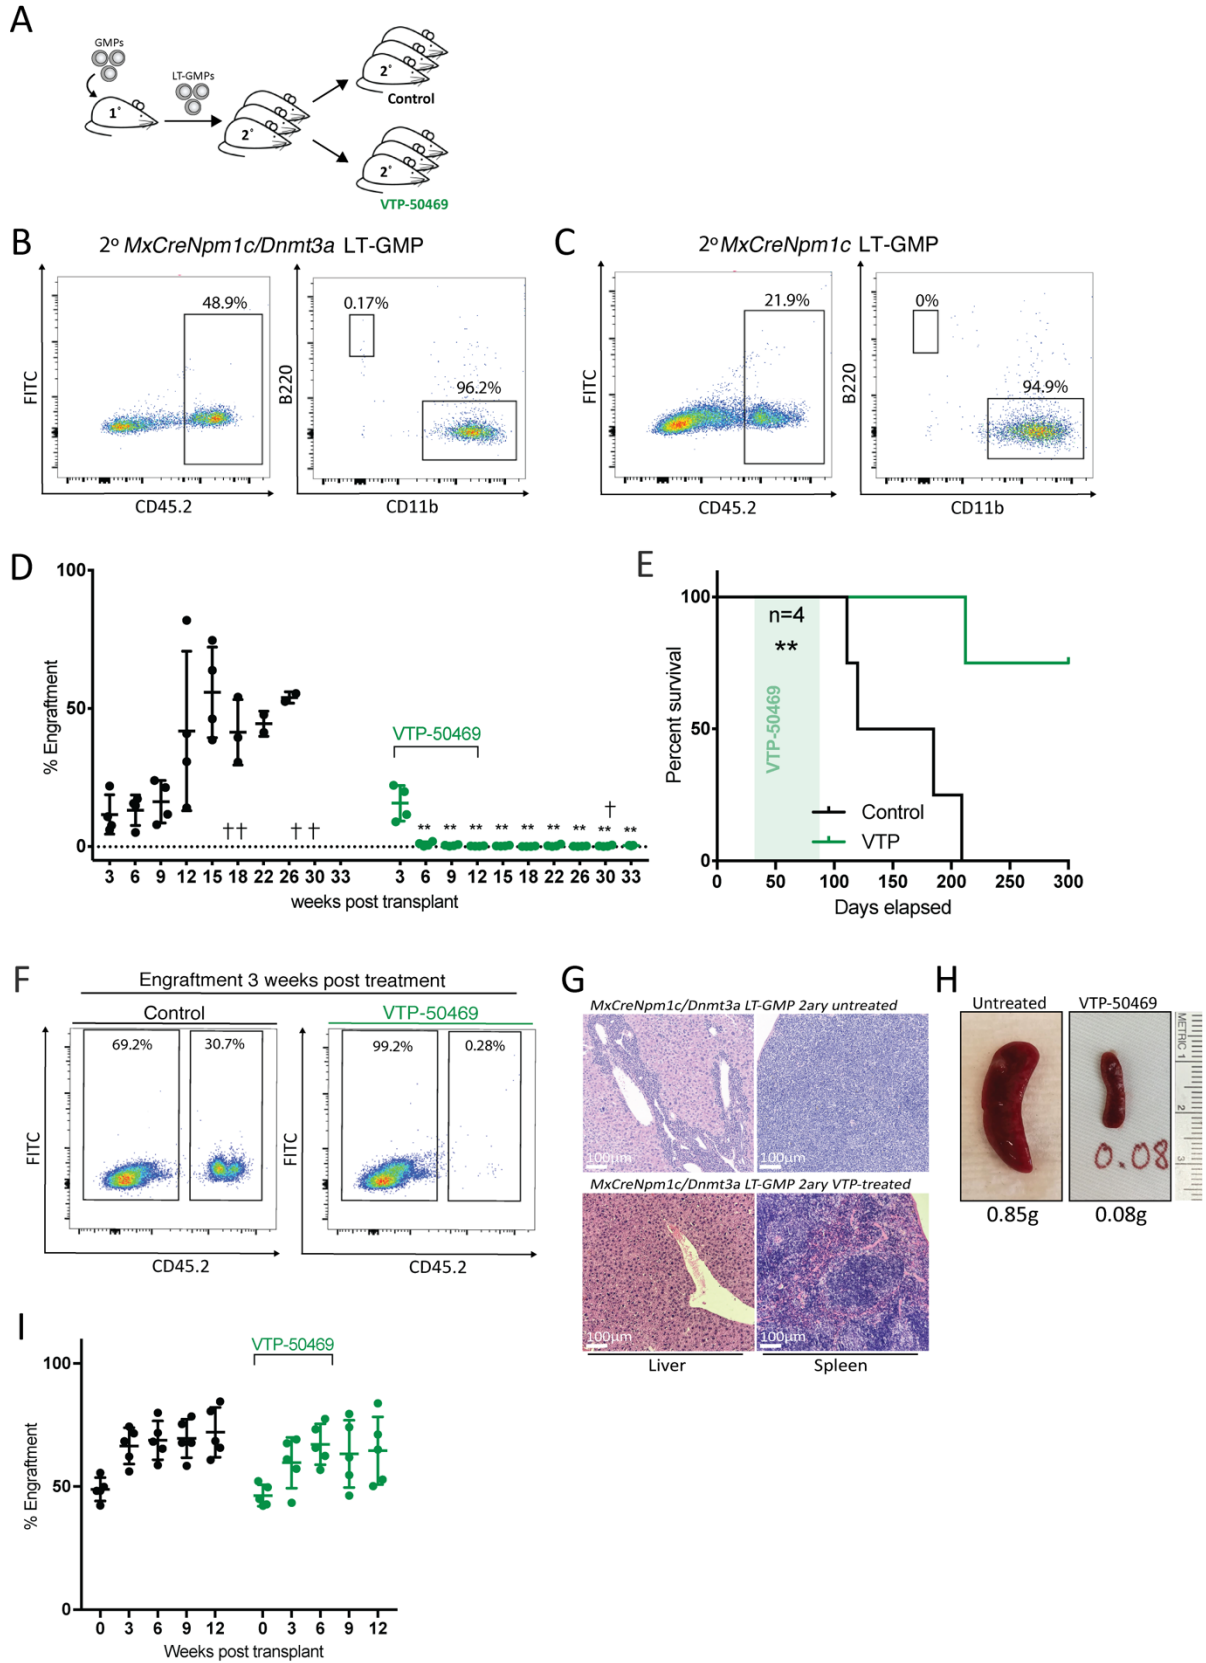 A
GMPs
LT-GMPs
1°
2°
2°
Control
2°
VTP-50469
B
2º MxCreNpm1c/Dnmt3a LT-GMP
FITC
48.9%
CD45.2
B220
0.17%
96.2%
CD11b
C
2º MxCreNpm1c LT-GMP
FITC
21.9%
CD45.2
B220
0%
94.9%
CD11b
D
% Engraftment
100
50
0
VTP-50469
†† † †
** ** ** ** ** ** ** ** **
†
3 6 9 12 15 18 22 26 30 33 3 6 9 12 15 18 22 26 30 33
weeks post transplant
E
Percent survival
100
50
0
n=4
**
VTP-50469
Control
VTP
0 50 100 150 200 250 300
Days elapsed
F
Engraftment 3 weeks post treatment
Control
VTP-50469
FITC
69.2% 30.7%
CD45.2
FITC
99.2% 0.28%
CD45.2
G
MxCreNpm1c/Dnmt3a LT-GMP 2ary untreated
100µm
100µm
MxCreNpm1c/Dnmt3a LT-GMP 2ary VTP-treated
100µm
100µm
Liver
Spleen
H
Untreated
VTP-50469
METRIC 1
2
3
0.08
0.85g
0.08g
I
% Engraftment
100
50
0
VTP-50469
0 3 6 9 12 0 3 6 9 12
Weeks post transplant